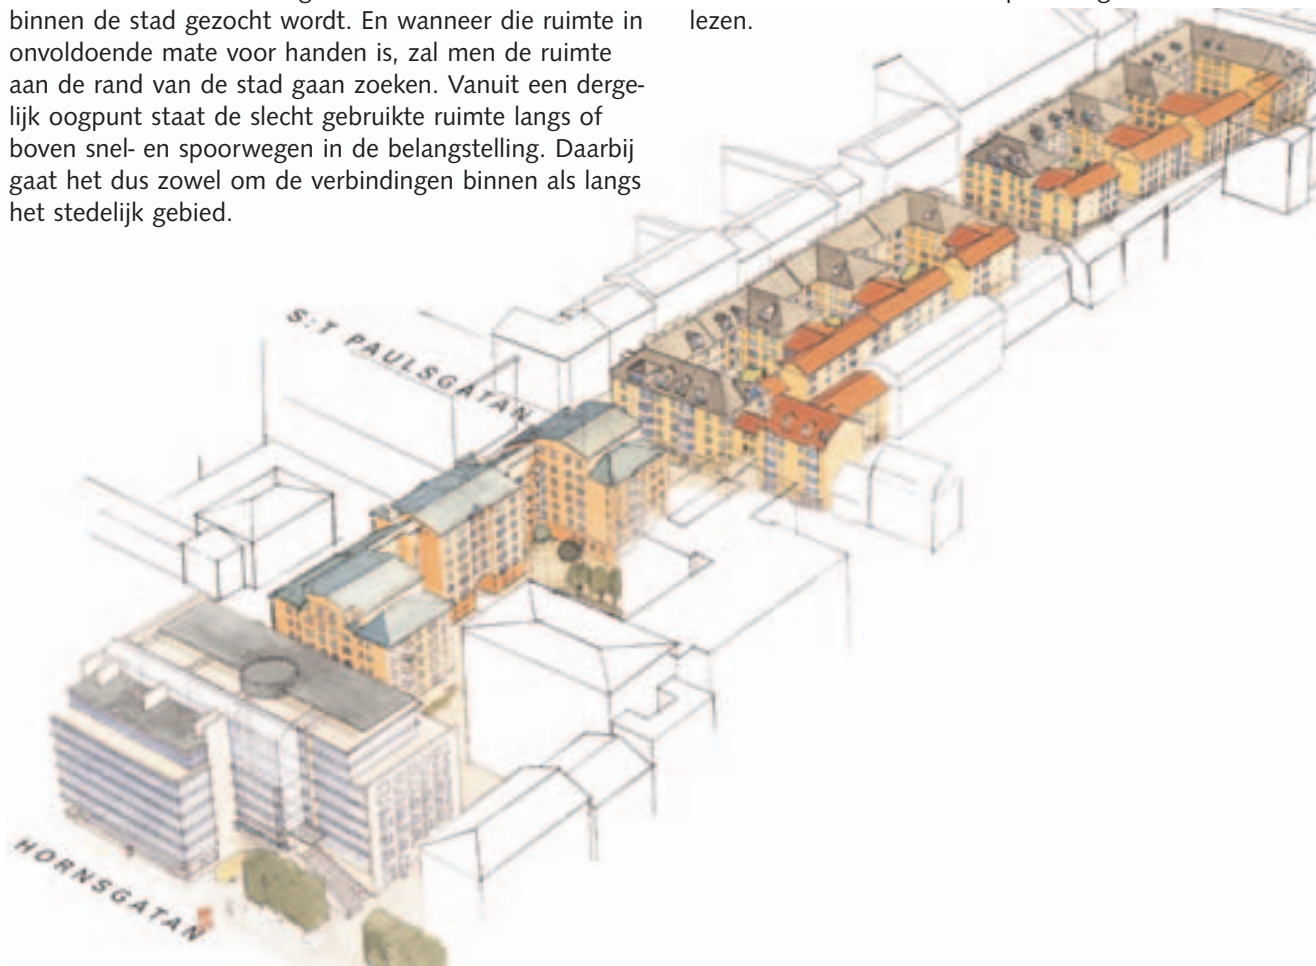 binnen de stad gezocht wordt. En wanneer die ruimte in
onvoldoende mate voor handen is, zal men de ruimte
aan de rand van de stad gaan zoeken. Vanuit een derge-
lijk oogpunt staat de slecht gebruikte ruimte langs of
boven snel- en spoorwegen in de belangstelling. Daarbij
gaat het dus zowel om de verbindingen binnen als langs
het stedelijk gebied.
lezen.
S:T PAULSGATAN
HORNSGATAN